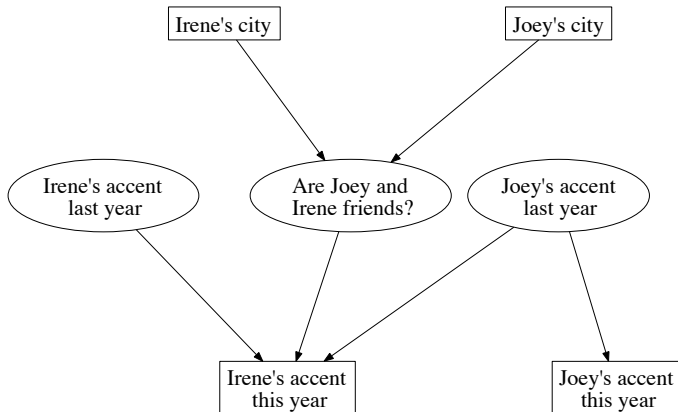 Irene's city
Joey's city
Irene's accent
last year
Are Joey and
Irene friends?
Joey's accent
last year
Irene's accent
this year
Joey's accent
this year